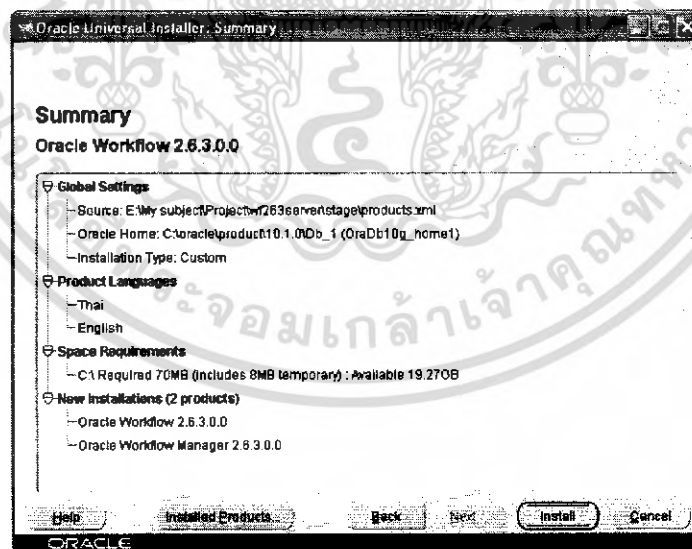 Oracle Universal Installer: Summary
Summary
Oracle Workflow 2.6.3.0.0
Global Settings
Source: E:\My subject\Project\wf263server\stage\products.xml
Oracle Home: C:\oracle\product\10.1.0\Db_1 (OraDb10g_home1)
Installation Type: Custom
Product Languages
Thai
English
Space Requirements
C:\ Required 70MB (includes 8MB temporary) : Available 19.27GB
New Installations (2 products)
Oracle Workflow 2.6.3.0.0
Oracle Workflow Manager 2.6.3.0.0
Help Installed Products... Back Next Install Cancel
ORACLE